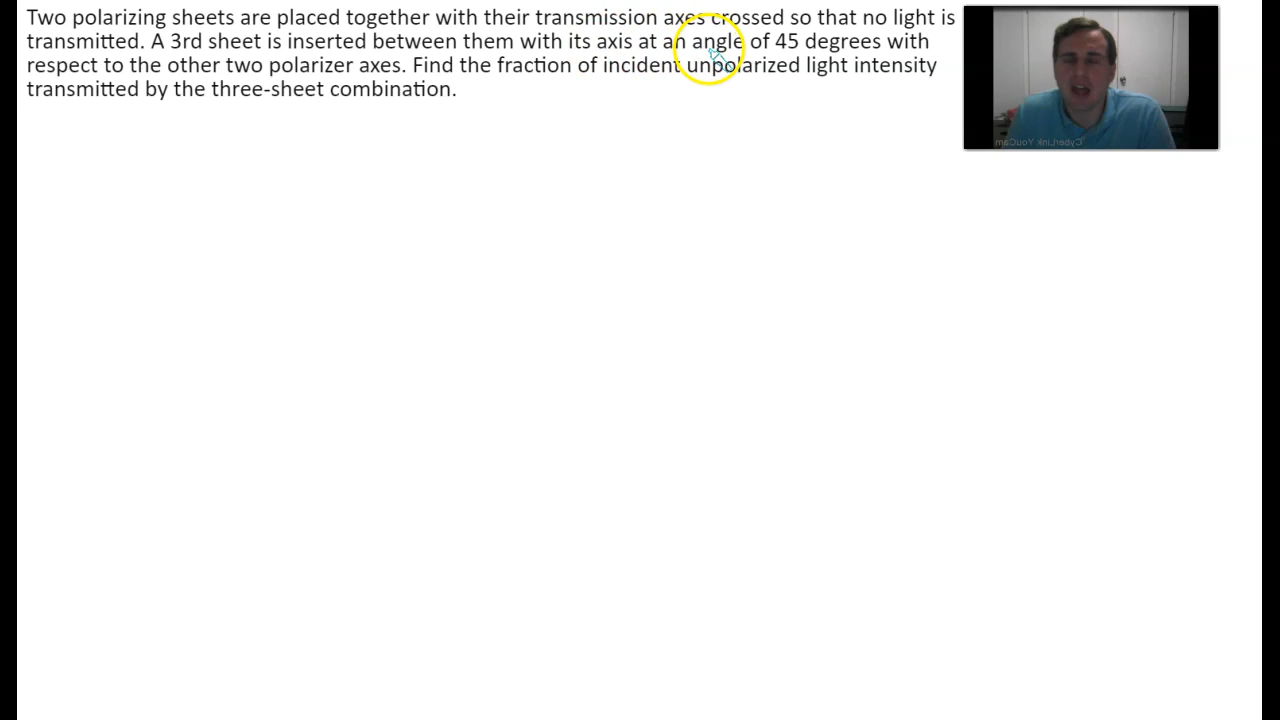 Two polarizing sheets are placed together with their transmission axes crossed so that no light is
transmitted. A 3rd sheet is inserted between them with its axis at an angle of 45 degrees with
respect to the other two polarizer axes. Find the fraction of incident unpolarized light intensity
transmitted by the three-sheet combination.
CyberLink YouCam